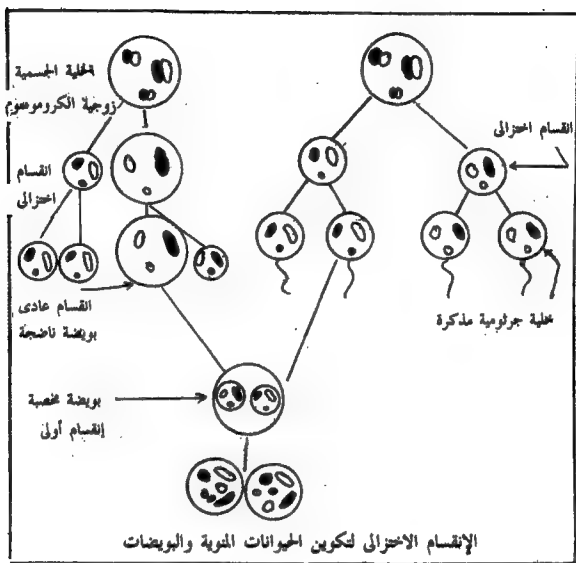 الخلية الجسمية
زوجية الكروموسوم
انقسام اختزالى
انقسام
اختزالى
انقسام عادى
بويضة ناضجة
خلية جرثومية مذكرة
بويضة مخصبة
إنقسام أولى
الإنقسام الاختزالى لتكوين الحيوانات المنوية والبويضات